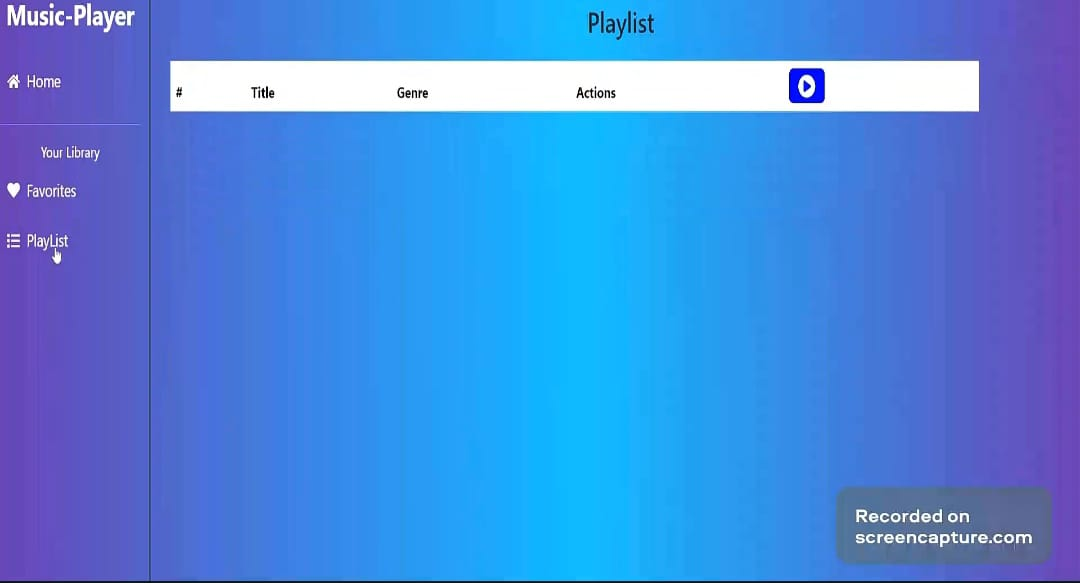 Music-Player
Home
Your Library
Favorites
PlayList
Playlist
# Title Genre Actions
Recorded on
screencapture.com